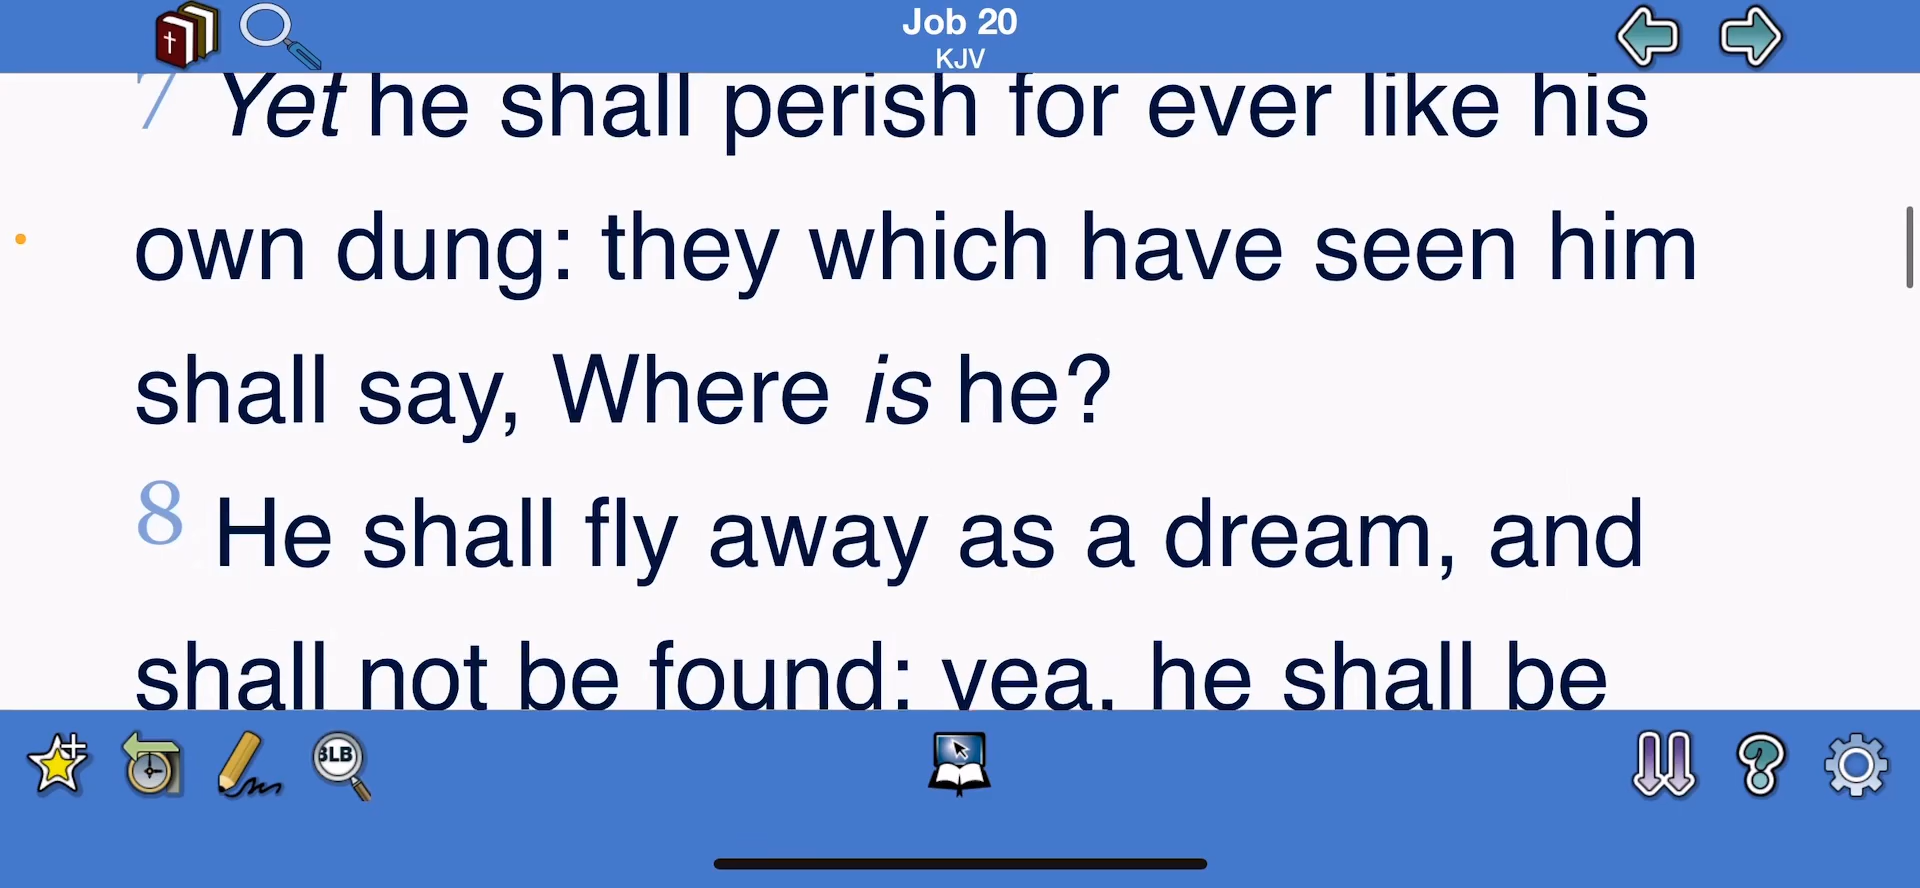 Job 20
KJV
7 Yet he shall perish for ever like his
own dung: they which have seen him
shall say, Where is he?
8 He shall fly away as a dream, and
shall not be found: yea, he shall be
BLB